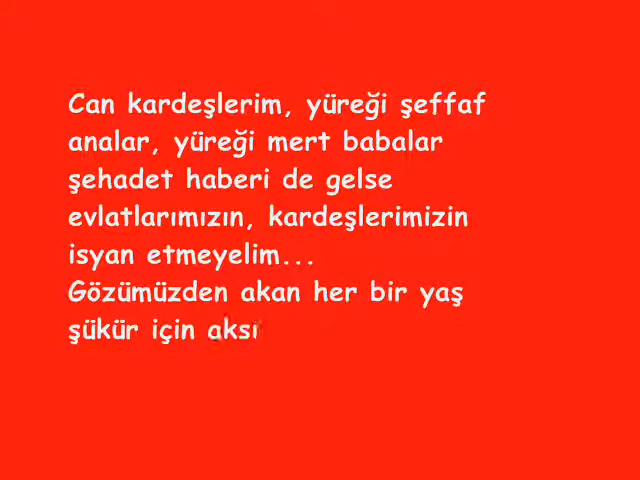 Can kardeşlerim, yüreği şeffaf
analar, yüreği mert babalar
şehadet haberi de gelse
evlatlarımızın, kardeşlerimizin
isyan etmeyelim...
Gözümüzden akan her bir yaş
şükür için aksı